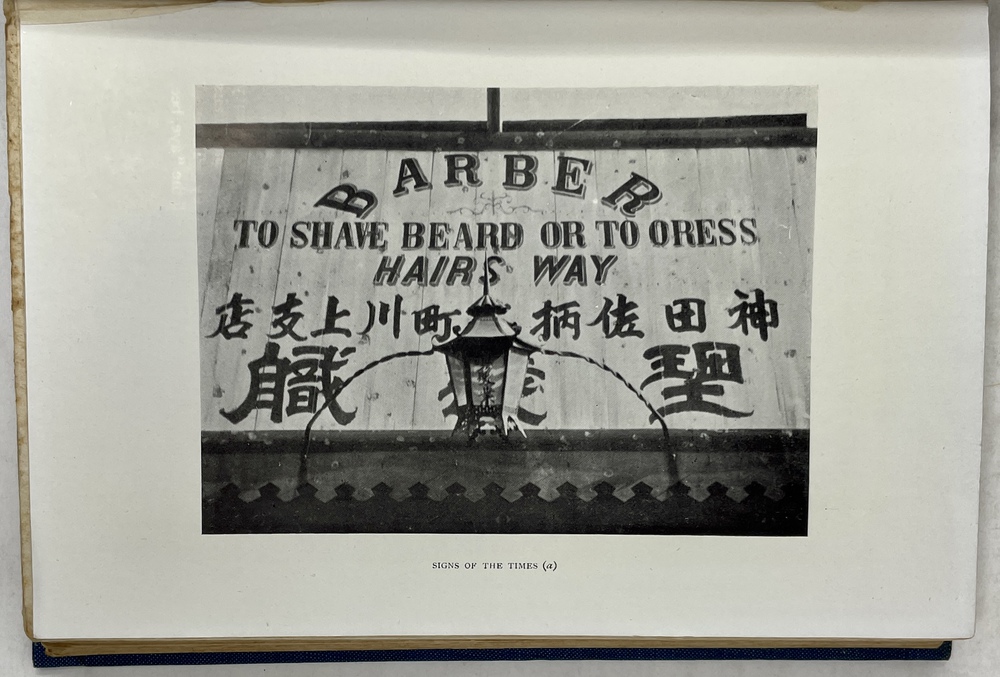 BARBER
TO SHAVE BEARD OR TO ORESS
HAIRS WAY
神田佐柄町川上支店
理 職
SIGNS OF THE TIMES (a)